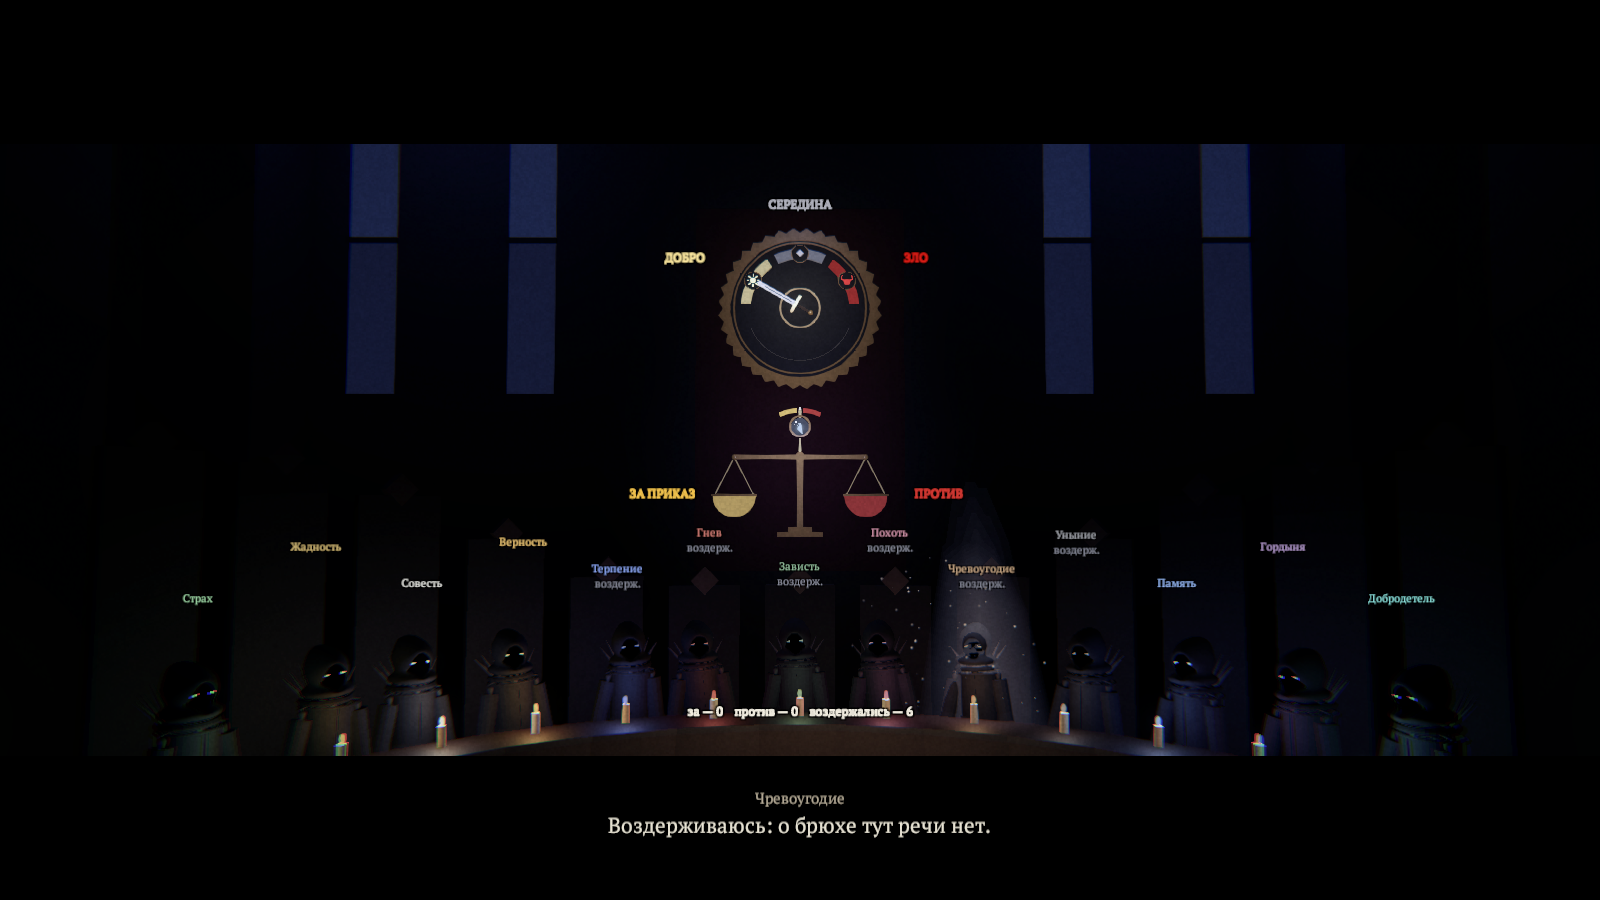 СЕРЕДИНА
ДОБРО
ЗЛО
ЗА ПРИКАЗ
ПРОТИВ
Страх
Жадность
Совесть
Верность
Терпение
воздерж.
Гнев
воздерж.
Зависть
воздерж.
Похоть
воздерж.
Чревоугодие
воздерж.
Уныние
воздерж.
Память
Гордыня
Добродетель
за — 0 против — 0 воздержались — 6
Чревоугодие
Воздерживаюсь: о брюхе тут речи нет.